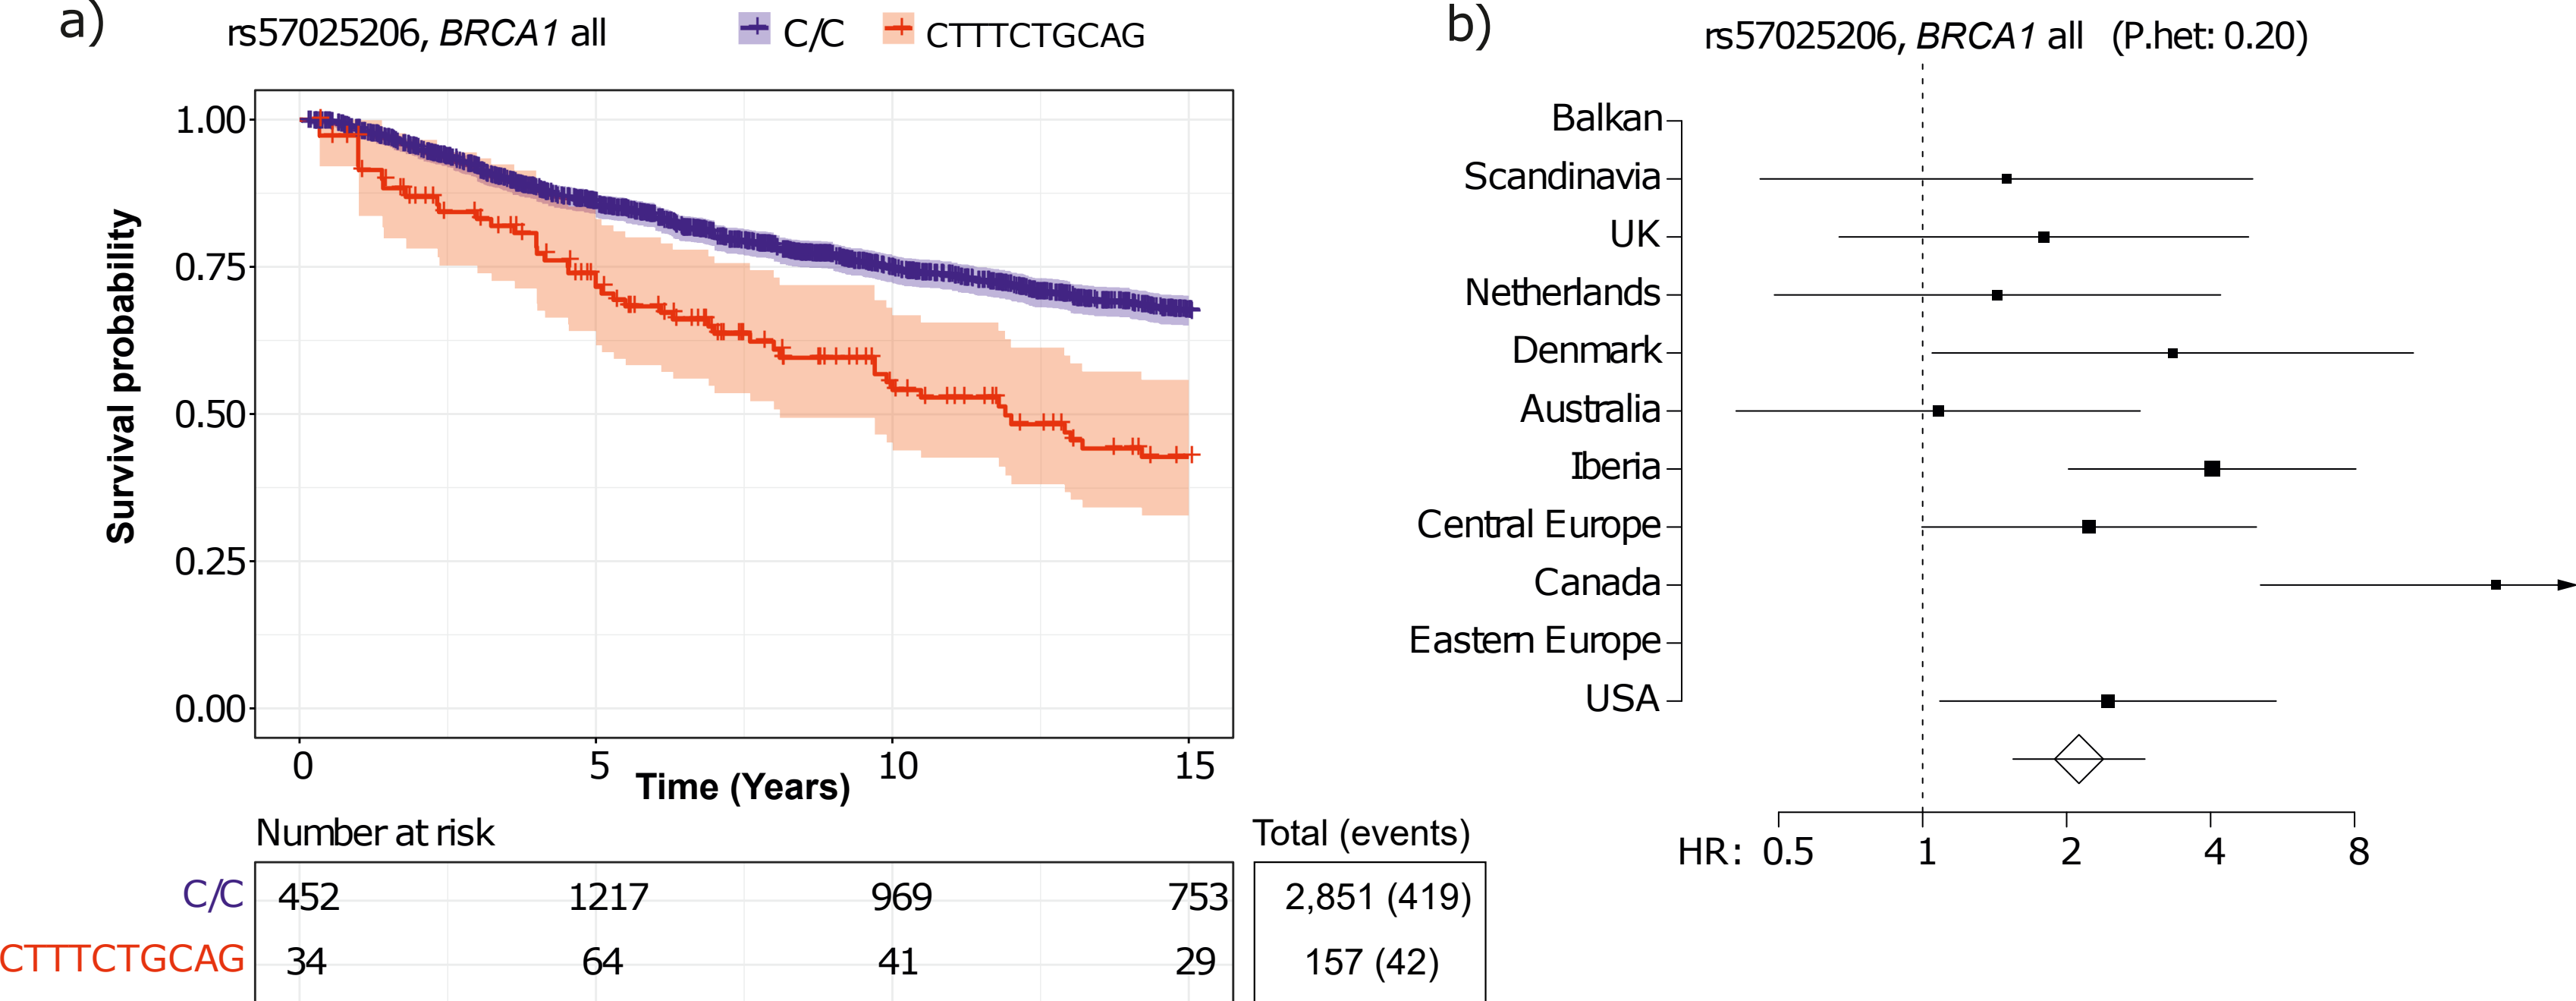 a)
rs57025206, BRCA1 all C/C CTTTCTGCAG
Survival probability
1.00
0.75
0.50
0.25
0.00
0 5 10 15
Time (Years)
Number at risk Total (events)
C/C 452 1217 969 753 2,851 (419)
CTTTCTGCAG 34 64 41 29 157 (42)
b)
rs57025206, BRCA1 all (P.het: 0.20)
Balkan
Scandinavia
UK
Netherlands
Denmark
Australia
Iberia
Central Europe
Canada
Eastern Europe
USA
HR: 0.5 1 2 4 8